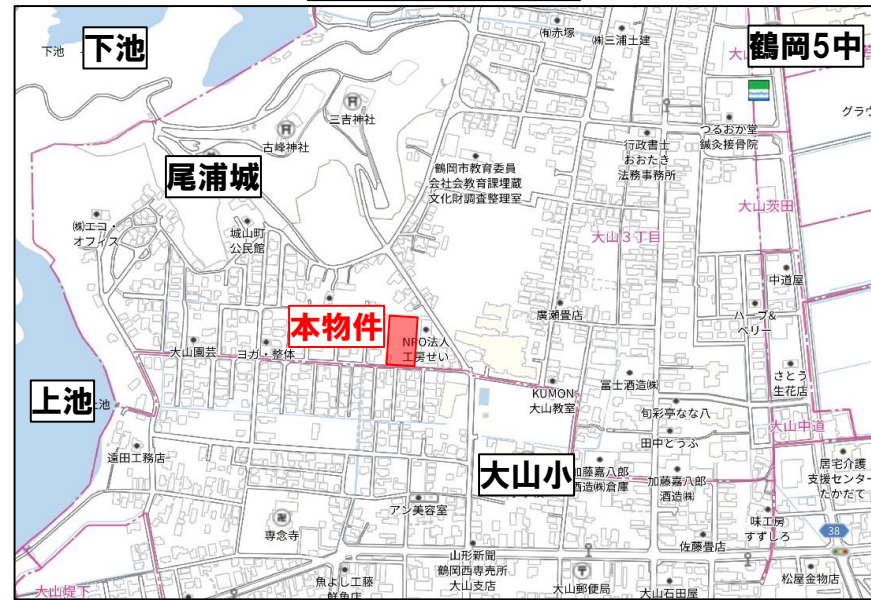 下池
下池
(有)赤塚
(株)三浦土建
鶴岡5中
グラウ
三吉神社
古峰神社
つるおか堂
鍼灸接骨院
行政書士
おおたき
法務事務所
鶴岡市教育委員
会社会教育課埋蔵
文化財調査整理室
尾浦城
大山茨田
(株)エコ・
オフィス
城山町
公民館
大山3丁目
中道屋
本物件
廣瀬畳店
ハーブ&
ベリー
NPO法人
工房せい
大山園芸
ヨガ・整体
さとう
生花店
KUMON
大山教室
冨士酒造(株)
上池
池
旬彩亭なな八
大山中道
田中とうふ
遠田工務店
大山小
加藤嘉八郎
酒造(株)倉庫
加藤嘉八郎
酒造(株)
居宅介護
支援センター
たかだて
アン美容室
味工房
すずしろ
38
専念寺
佐藤畳店
山形新聞
鶴岡西専売所
大山支店
魚よし工藤
鮮魚店
大山郵便局
大山石田屋
松屋金物店
大山堤下